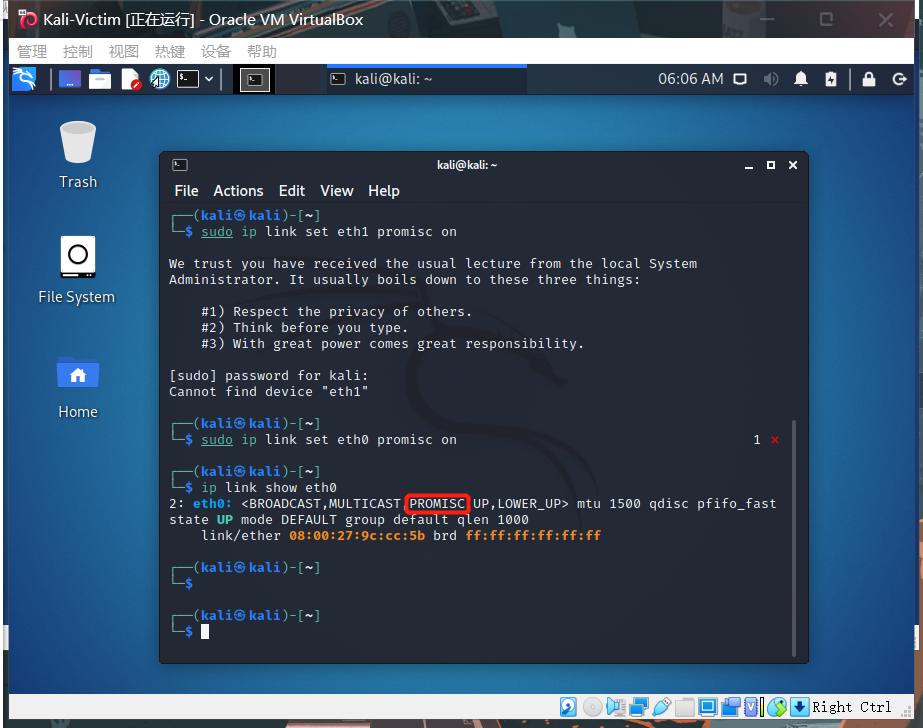 Kali-Victim [正在运行] - Oracle VM VirtualBox
管理 控制 视图 热键 设备 帮助
kali@kali: ~
06:06 AM
Trash
File System
Home
kali@kali: ~
File Actions Edit View Help
┌──(kali㉿kali)-[~]
└─$ sudo ip link set eth1 promisc on
We trust you have received the usual lecture from the local System
Administrator. It usually boils down to these three things:
#1) Respect the privacy of others.
#2) Think before you type.
#3) With great power comes great responsibility.
[sudo] password for kali:
Cannot find device "eth1"
┌──(kali㉿kali)-[~]
└─$ sudo ip link set eth0 promisc on 1 ⨯
┌──(kali㉿kali)-[~]
└─$ ip link show eth0
2: eth0: <BROADCAST,MULTICAST,PROMISC,UP,LOWER_UP> mtu 1500 qdisc pfifo_fast
state UP mode DEFAULT group default qlen 1000
link/ether 08:00:27:9c:cc:5b brd ff:ff:ff:ff:ff:ff
┌──(kali㉿kali)-[~]
└─$
┌──(kali㉿kali)-[~]
└─$
Right Ctrl